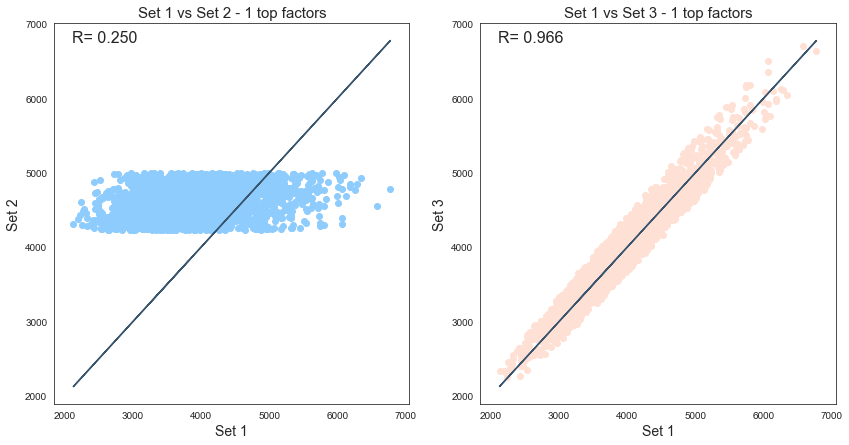 Set 1 vs Set 2 - 1 top factors
R= 0.250
7000
6000
5000
4000
3000
2000
Set 2
2000 3000 4000 5000 6000 7000
Set 1
Set 1 vs Set 3 - 1 top factors
R= 0.966
7000
6000
5000
4000
3000
2000
Set 3
2000 3000 4000 5000 6000 7000
Set 1